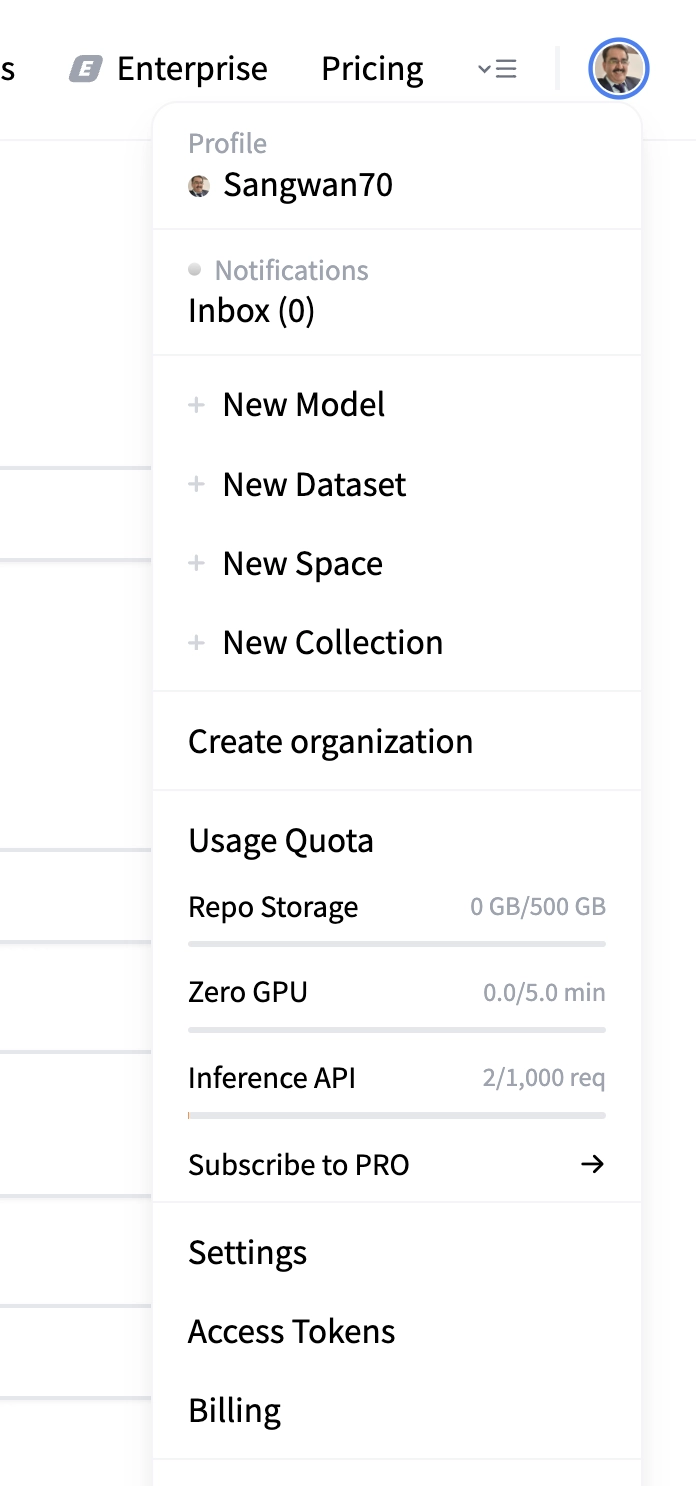 s
E Enterprise
Pricing
Profile
Sangwan70
Notifications
Inbox (0)
+ New Model
+ New Dataset
+ New Space
+ New Collection
Create organization
Usage Quota
Repo Storage 0 GB/500 GB
Zero GPU 0.0/5.0 min
Inference API 2/1,000 req
Subscribe to PRO →
Settings
Access Tokens
Billing